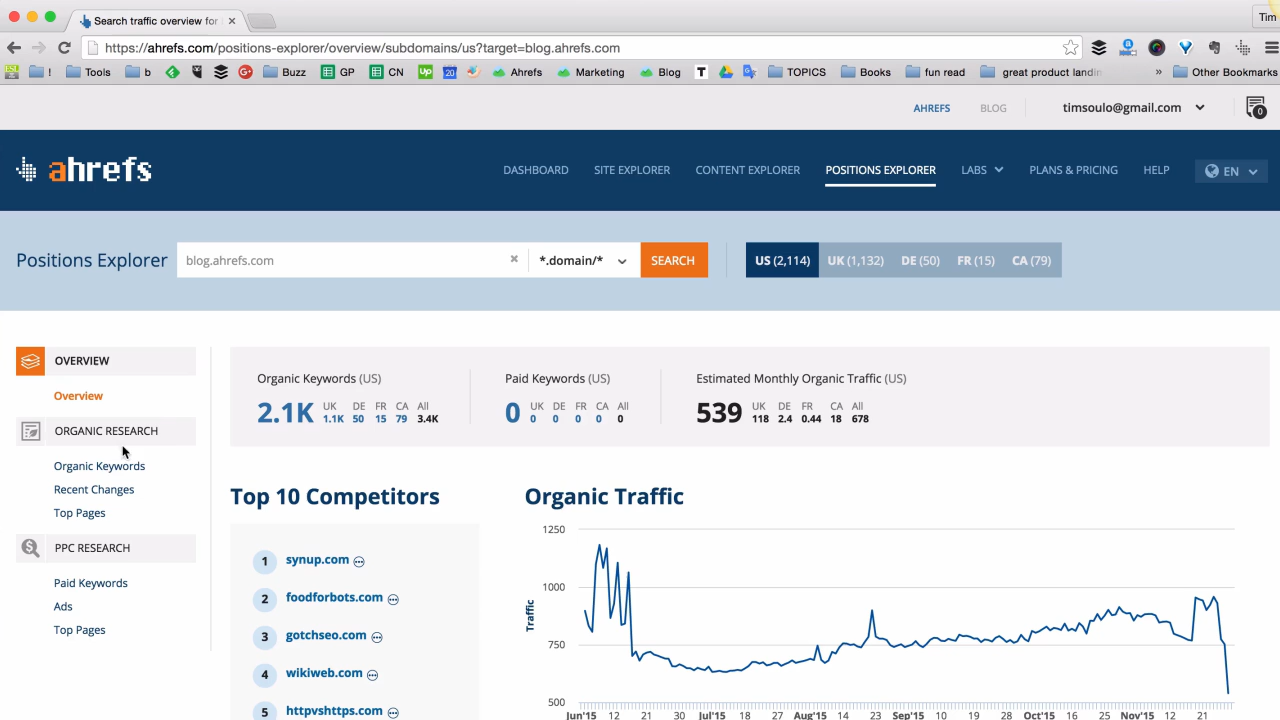 Search traffic overview for
Tim
https://ahrefs.com/positions-explorer/overview/subdomains/us?target=blog.ahrefs.com
! Tools b Buzz GP CN Up 20 Ahrefs Marketing Blog T TOPICS Books fun read great product landin » Other Bookmarks
AHREFS BLOG timsoulo@gmail.com 0
ahrefs DASHBOARD SITE EXPLORER CONTENT EXPLORER POSITIONS EXPLORER LABS PLANS & PRICING HELP EN
Positions Explorer blog.ahrefs.com *.domain/* SEARCH US (2,114) UK (1,132) DE (50) FR (15) CA (79)
OVERVIEW
Overview
ORGANIC RESEARCH
Organic Keywords
Recent Changes
Top Pages
PPC RESEARCH
Paid Keywords
Ads
Top Pages
Organic Keywords (US)
2.1K UK DE FR CA All
1.1K 50 15 79 3.4K
Paid Keywords (US)
0 UK DE FR CA All
0 0 0 0 0
Estimated Monthly Organic Traffic (US)
539 UK DE FR CA All
118 2.4 0.44 18 678
Top 10 Competitors
1 synup.com
2 foodforbots.com
3 gotchseo.com
4 wikiweb.com
5 httpvshttps.com
Organic Traffic
1250
1000
750
500
Traffic
Jun'15 12 21 30 Jul'15 18 27 Aug'15 14 23 Sep'15 10 19 28 Oct'15 16 25 Nov'15 12 21